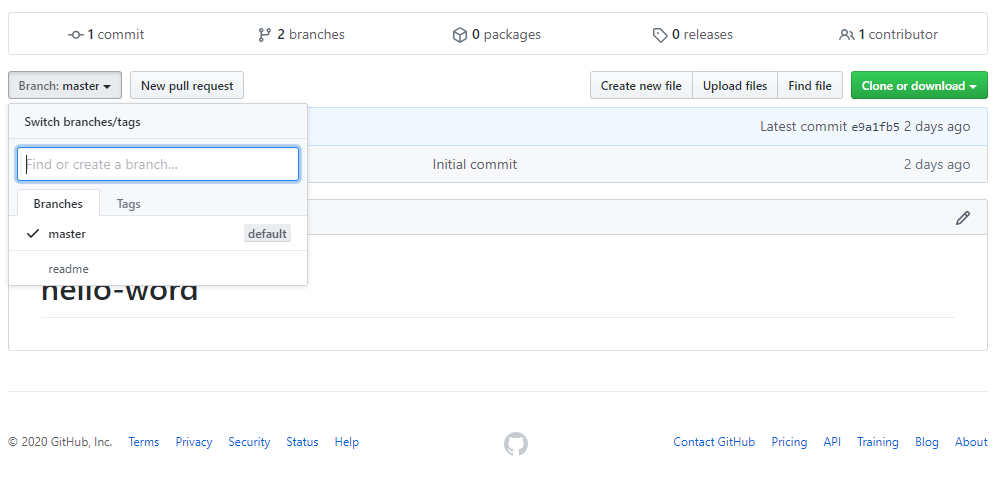 1 commit 2 branches 0 packages 0 releases 1 contributor
Branch: master New pull request Create new file Upload files Find file Clone or download
Switch branches/tags
Latest commit e9a1fb5 2 days ago
Find or create a branch...
Initial commit 2 days ago
Branches Tags
master default
readme
hello-word
© 2020 GitHub, Inc. Terms Privacy Security Status Help Contact GitHub Pricing API Training Blog About